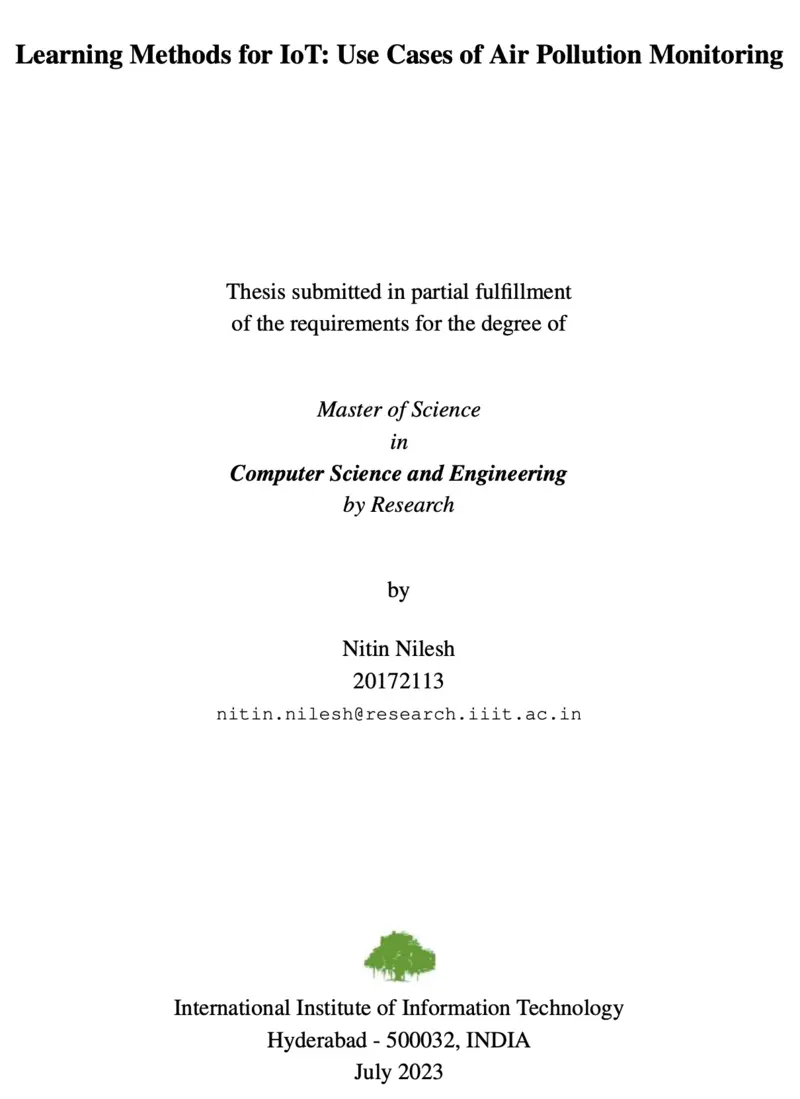 Learning Methods for IoT: Use Cases of Air Pollution Monitoring
Thesis submitted in partial fulfillment
of the requirements for the degree of
Master of Science
in
Computer Science and Engineering
by Research
by
Nitin Nilesh
20172113
nitin.nilesh@research.iiit.ac.in
International Institute of Information Technology
Hyderabad - 500032, INDIA
July 2023